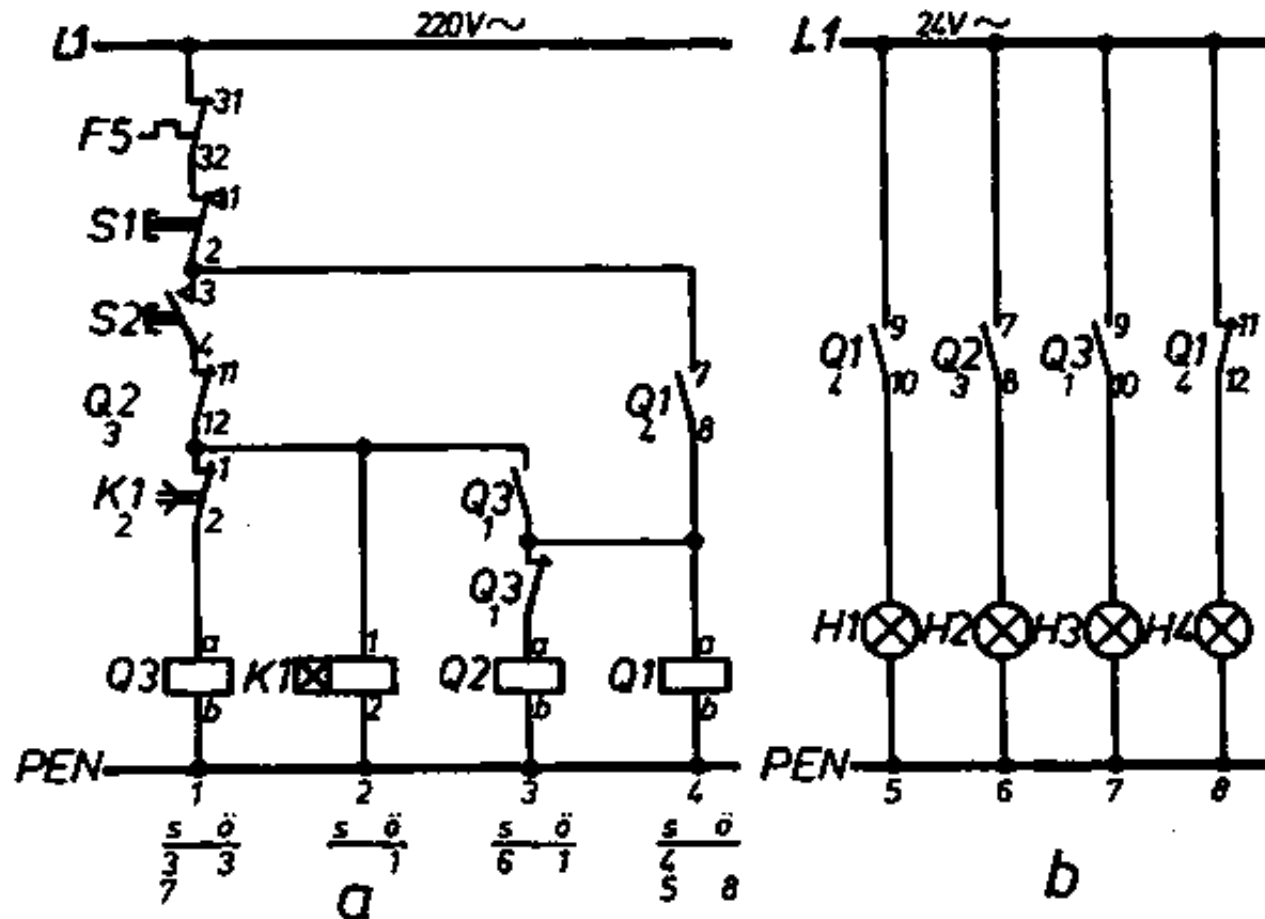 L1 220V~
31
F5
32
11
S1
2
3
S2
4
11
Q2
3
12
1
K1
2
2
Q3
1
Q3
1
7
Q1
4
8
Q3 a b
K1 1 2
Q2 a b
Q1 a b
PEN
1 2 3 4
s ö s ö s ö s ö
3 3 1 6 1 4
7 5 8
a
L1 24V~
Q1 4 9 10
Q2 3 7 8
Q3 1 9 10
Q1 4 11 12
H1 H2 H3 H4
PEN
5 6 7 8
b